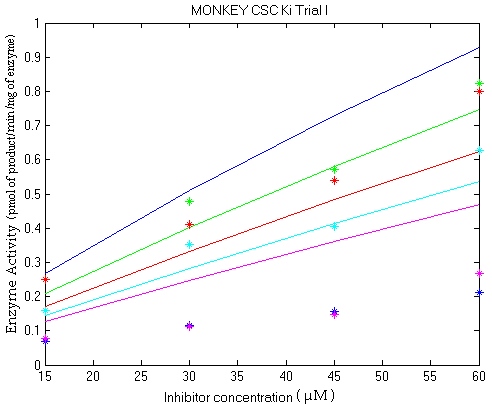 MONKEY CSC Ki Trial I
1
0.9
0.8
0.7
0.6
0.5
0.4
0.3
0.2
0.1
0
Enzyme Activity (pmol of product/min/mg of enzyme)
15 20 25 30 35 40 45 50 55 60
Inhibitor concentration (μM)